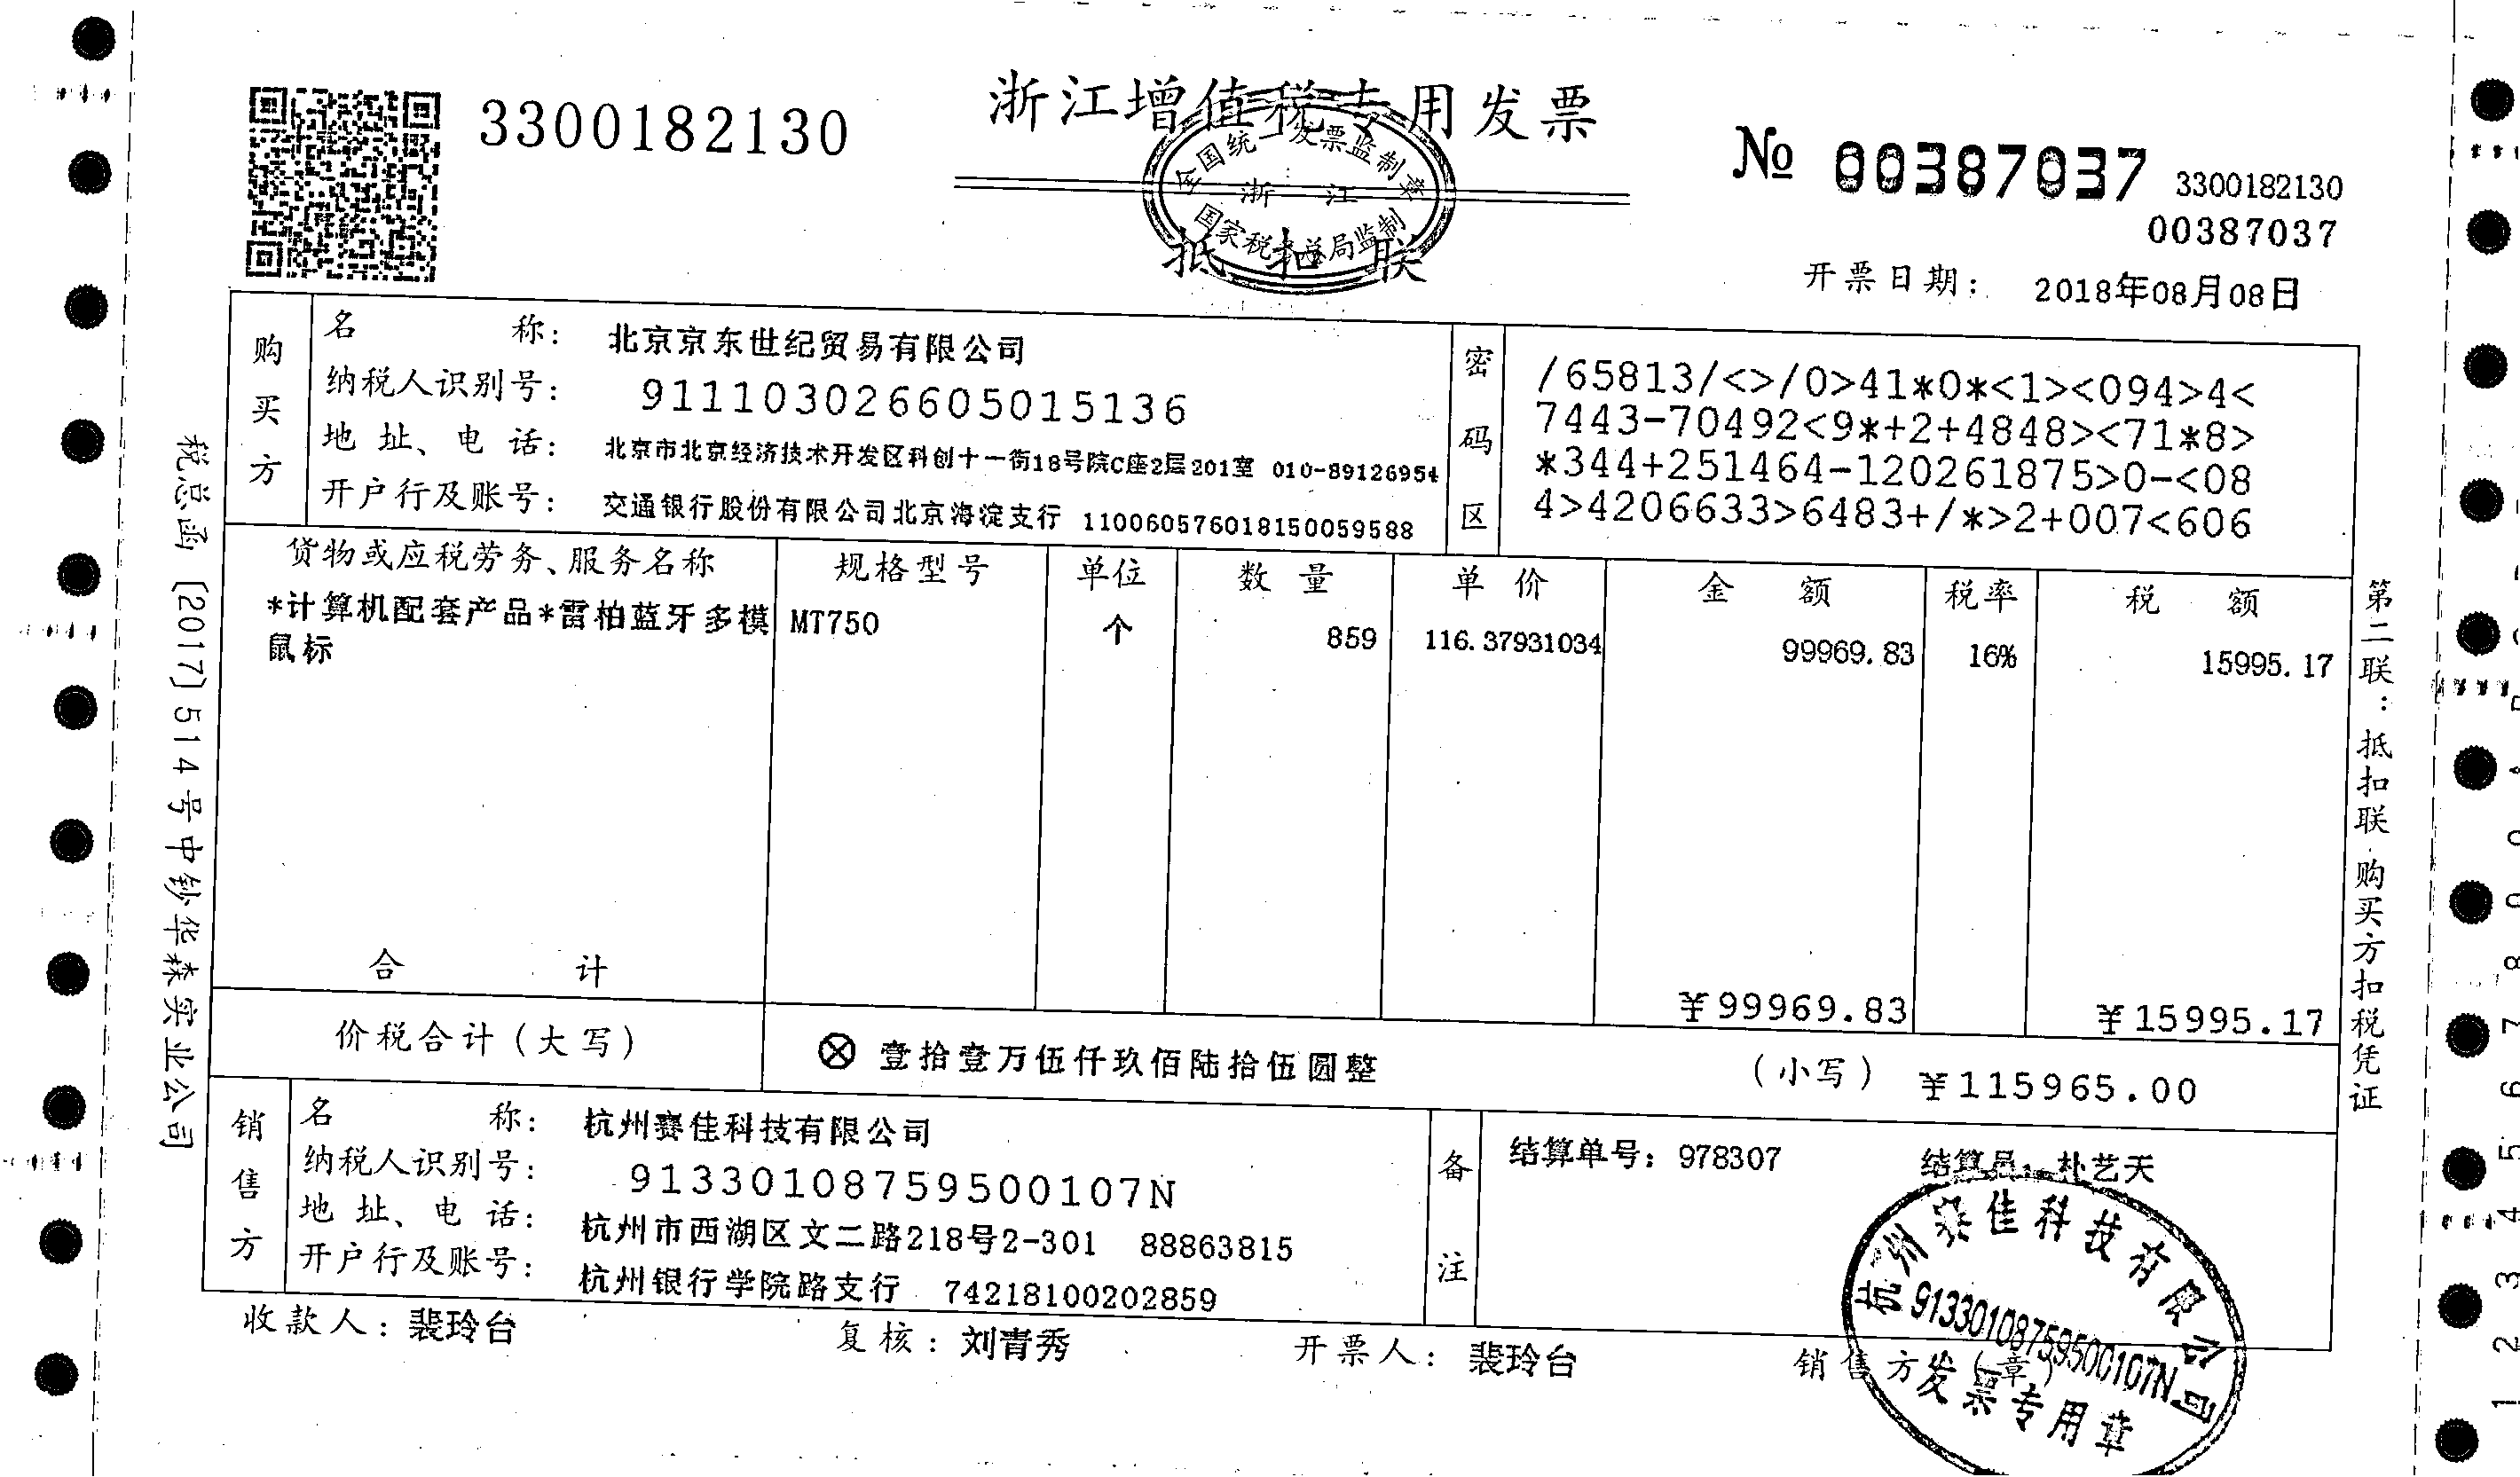 3300182130
浙江增值税专用发票
全国统一发票监制章
浙江
国家税务总局监制
抵扣联
№ 00387037
3300182130
00387037
开票日期： 2018年08月08日
税总函〔2017〕514号中钞华森实业公司
购买方
名称： 北京京东世纪贸易有限公司
纳税人识别号： 911103026605015136
地址、电话： 北京市北京经济技术开发区科创十一街18号院C座2层201室 010-89126954
开户行及账号： 交通银行股份有限公司北京海淀支行 110060576018150059588
密码区
/65813/<>/0>41*0*<1><094>4<
7443-70492<9*+2+4848><71*8>
*344+251464-120261875>0-<08
4>4206633>6483+/*>2+007<606
货物或应税劳务、服务名称 规格型号 单位 数量 单价 金额 税率 税额
*计算机配套产品*雷柏蓝牙多模 MT750 个 859 116.37931034 99969.83 16% 15995.17
鼠标
合计 ￥99969.83 ￥15995.17
价税合计（大写） ⊗ 壹拾壹万伍仟玖佰陆拾伍圆整 （小写） ￥115965.00
第二联：抵扣联 购买方扣税凭证
销售方
名称： 杭州赛佳科技有限公司
纳税人识别号： 91330108759500107N
地址、电话： 杭州市西湖区文二路218号2-301 88863815
开户行及账号： 杭州银行学院路支行 74218100202859
备注
结算单号：978307 结算员：朴艺天
收款人：裴玲台 复核：刘青秀 开票人：裴玲台 销售方（章）
杭州赛佳科技有限公司
91330108759500107N
发票专用章